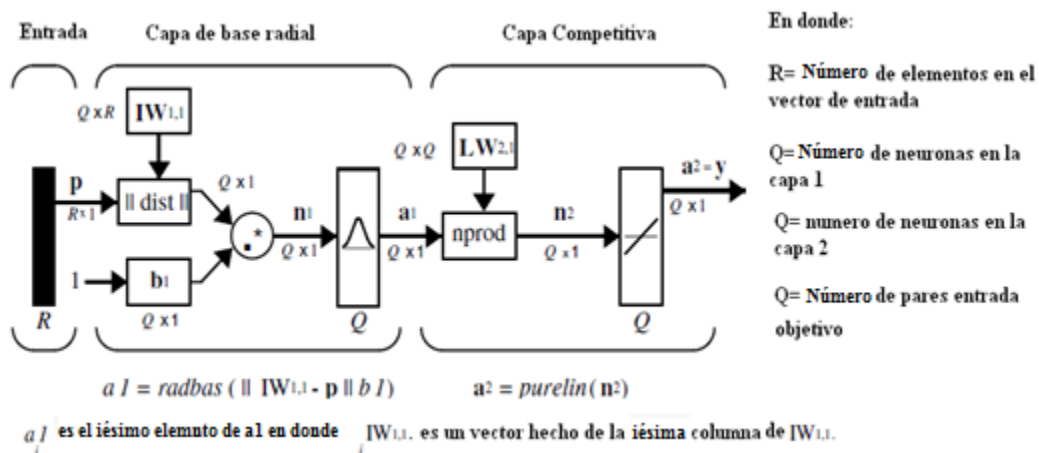 Entrada
Capa de base radial
Capa Competitiva
En donde:
R= Número de elementos en el
vector de entrada
Q= Número de neuronas en la
capa 1
Q= numero de neuronas en la
capa 2
Q= Número de pares entrada
objetivo
Q x R
IW1,1
p
R x 1
|| dist ||
Q x 1
1
b1
Q x 1
.*
n1
Q x 1
a1
Q x 1
Q x Q
LW2,1
nprod
n2
Q x 1
a2 = y
Q x 1
R
Q
Q
a1 = radbas ( || IW1,1 - p || b1)
a2 = purelin( n2)
ai1 es el iésimo elemnto de a1 en donde iIW1,1. es un vector hecho de la iésima columna de IW1,1.